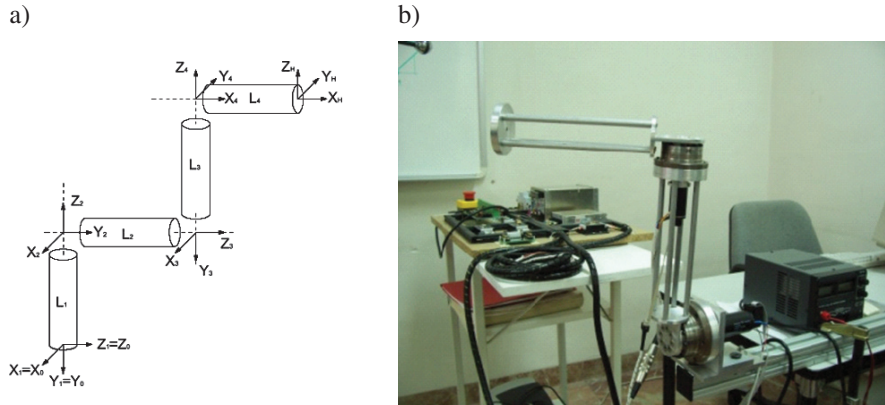 a)
b)
Z4
Y4
X4
L4
ZH
YH
XH
L3
Z2
Y2
X2
L2
Z3
X3
Y3
L1
Z1=Z0
X1=X0
Y1=Y0